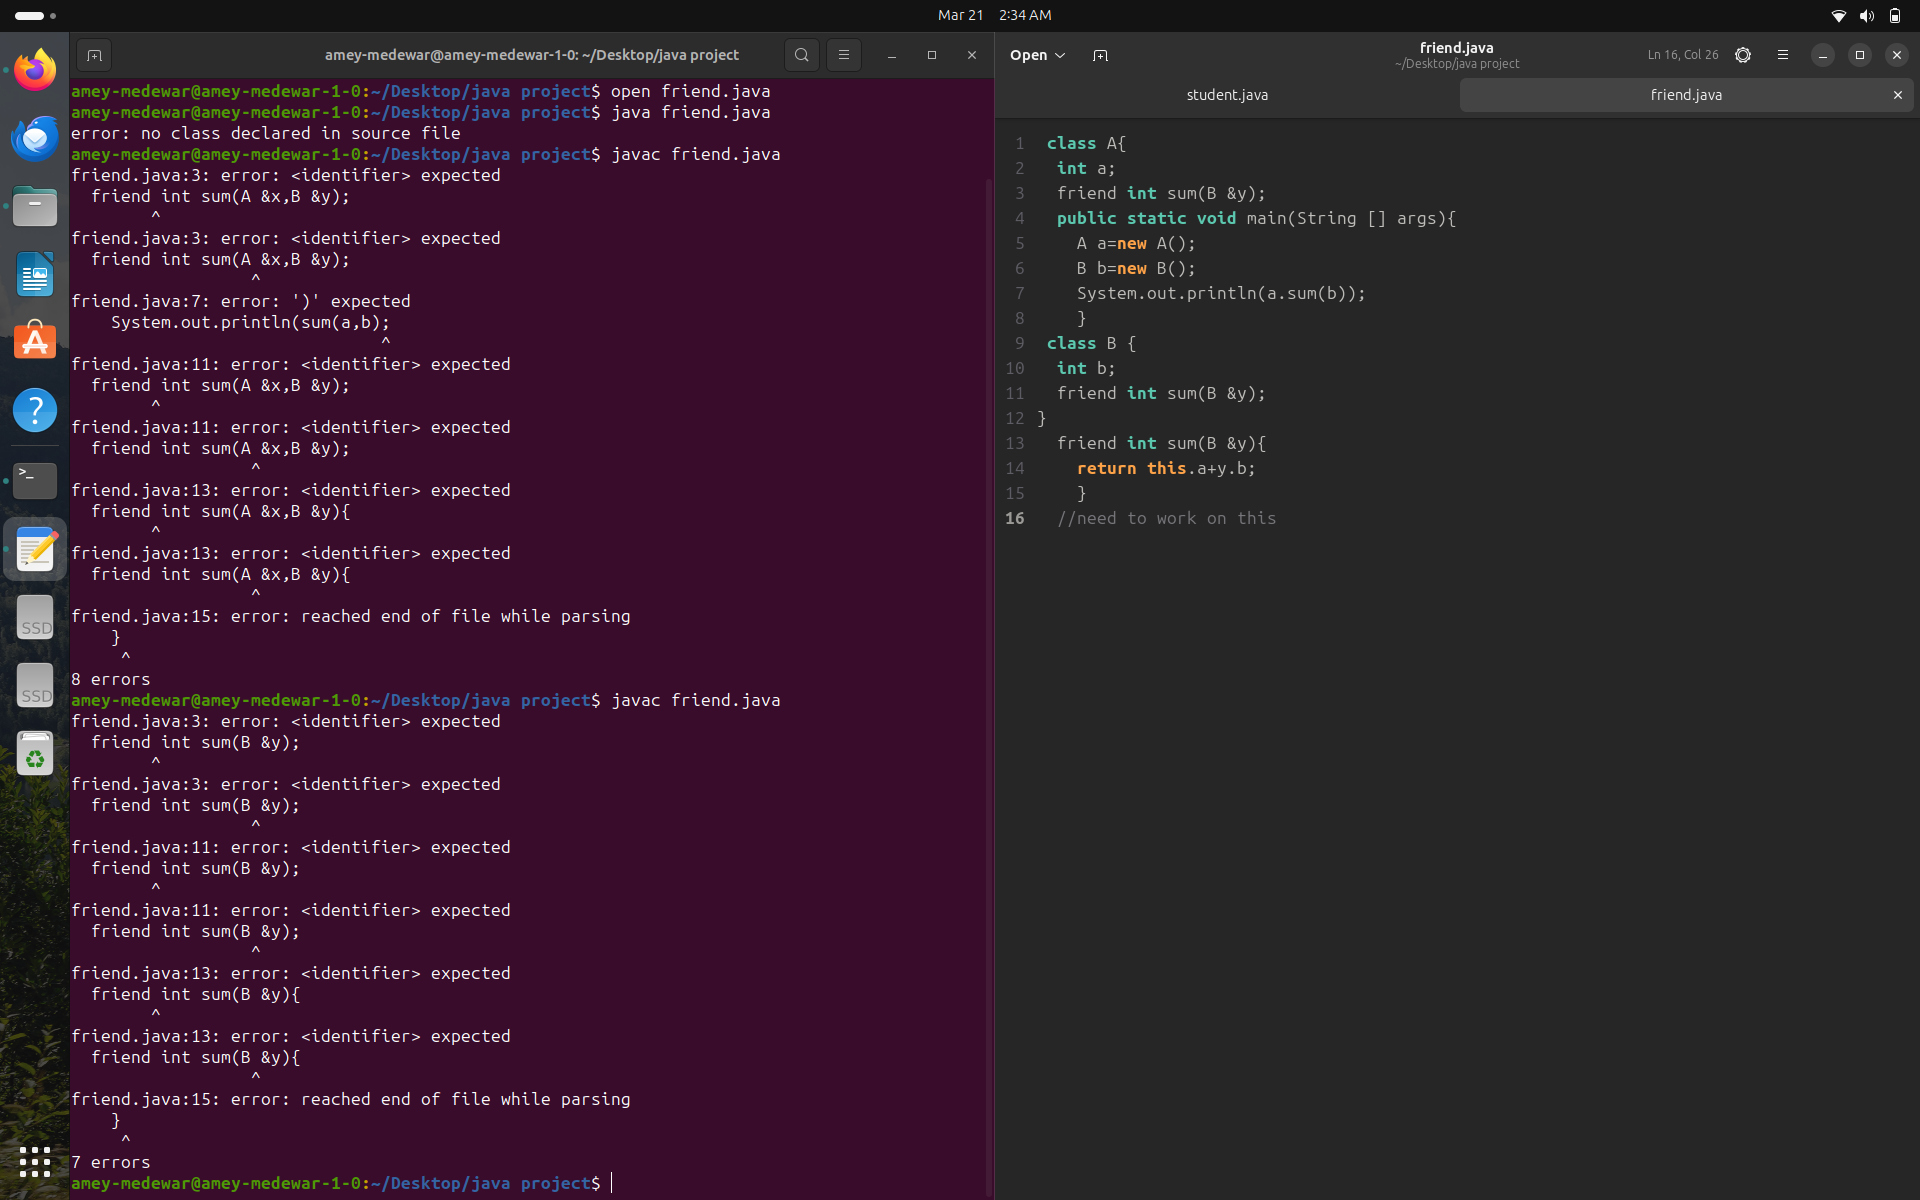 Mar 21 2:34 AM
amey-medewar@amey-medewar-1-0: ~/Desktop/java project
amey-medewar@amey-medewar-1-0:~/Desktop/java project$ open friend.java
amey-medewar@amey-medewar-1-0:~/Desktop/java project$ java friend.java
error: no class declared in source file
amey-medewar@amey-medewar-1-0:~/Desktop/java project$ javac friend.java
friend.java:3: error: <identifier> expected
  friend int sum(A &x,B &y);
        ^
friend.java:3: error: <identifier> expected
  friend int sum(A &x,B &y);
                  ^
friend.java:7: error: ')' expected
    System.out.println(sum(a,b);
                               ^
friend.java:11: error: <identifier> expected
  friend int sum(A &x,B &y);
        ^
friend.java:11: error: <identifier> expected
  friend int sum(A &x,B &y);
                  ^
friend.java:13: error: <identifier> expected
  friend int sum(A &x,B &y){
        ^
friend.java:13: error: <identifier> expected
  friend int sum(A &x,B &y){
                  ^
friend.java:15: error: reached end of file while parsing
    }
     ^
8 errors
amey-medewar@amey-medewar-1-0:~/Desktop/java project$ javac friend.java
friend.java:3: error: <identifier> expected
  friend int sum(B &y);
        ^
friend.java:3: error: <identifier> expected
  friend int sum(B &y);
                  ^
friend.java:11: error: <identifier> expected
  friend int sum(B &y);
        ^
friend.java:11: error: <identifier> expected
  friend int sum(B &y);
                  ^
friend.java:13: error: <identifier> expected
  friend int sum(B &y){
        ^
friend.java:13: error: <identifier> expected
  friend int sum(B &y){
                  ^
friend.java:15: error: reached end of file while parsing
    }
     ^
7 errors
amey-medewar@amey-medewar-1-0:~/Desktop/java project$
SSD
SSD
Open
friend.java
~/Desktop/java project
Ln 16, Col 26
student.java
friend.java
1 class A{
2  int a;
3  friend int sum(B &y);
4  public static void main(String [] args){
5    A a=new A();
6    B b=new B();
7    System.out.println(a.sum(b));
8    }
9 class B {
10  int b;
11  friend int sum(B &y);
12 }
13  friend int sum(B &y){
14    return this.a+y.b;
15    }
16  //need to work on this